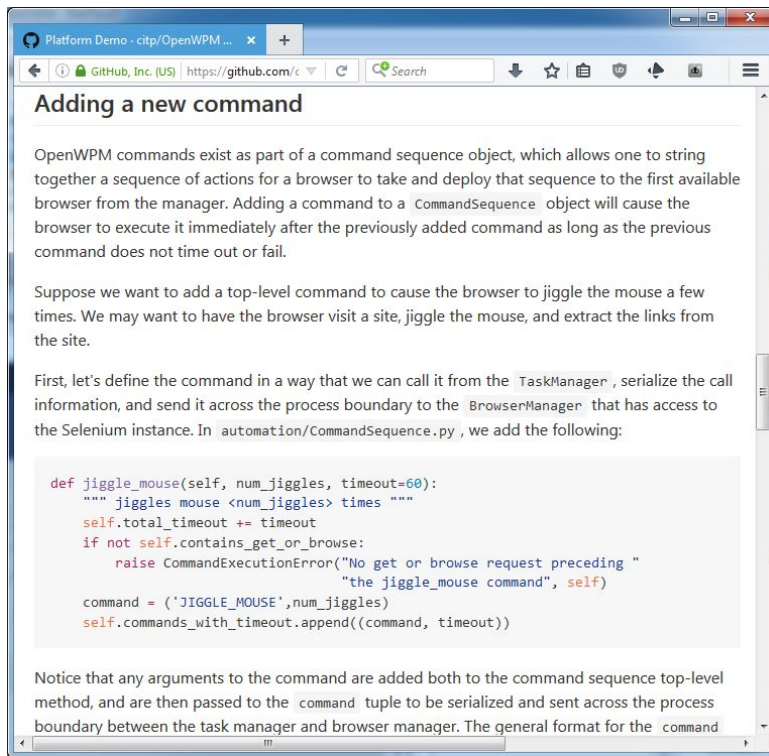 Platform Demo · citp/OpenWPM ...
GitHub, Inc. (US)
https://github.com/c
Search
Adding a new command
OpenWPM commands exist as part of a command sequence object, which allows one to string
together a sequence of actions for a browser to take and deploy that sequence to the first available
browser from the manager. Adding a command to a CommandSequence object will cause the
browser to execute it immediately after the previously added command as long as the previous
command does not time out or fail.
Suppose we want to add a top-level command to cause the browser to jiggle the mouse a few
times. We may want to have the browser visit a site, jiggle the mouse, and extract the links from
the site.
First, let's define the command in a way that we can call it from the TaskManager , serialize the call
information, and send it across the process boundary to the BrowserManager that has access to
the Selenium instance. In automation/CommandSequence.py , we add the following:
def jiggle_mouse(self, num_jiggles, timeout=60):
    """ jiggles mouse <num_jiggles> times """
    self.total_timeout += timeout
    if not self.contains_get_or_browse:
        raise CommandExecutionError("No get or browse request preceding "
                                    "the jiggle_mouse command", self)
    command = ('JIGGLE_MOUSE',num_jiggles)
    self.commands_with_timeout.append((command, timeout))
Notice that any arguments to the command are added both to the command sequence top-level
method, and are then passed to the command tuple to be serialized and sent across the process
boundary between the task manager and browser manager. The general format for the command